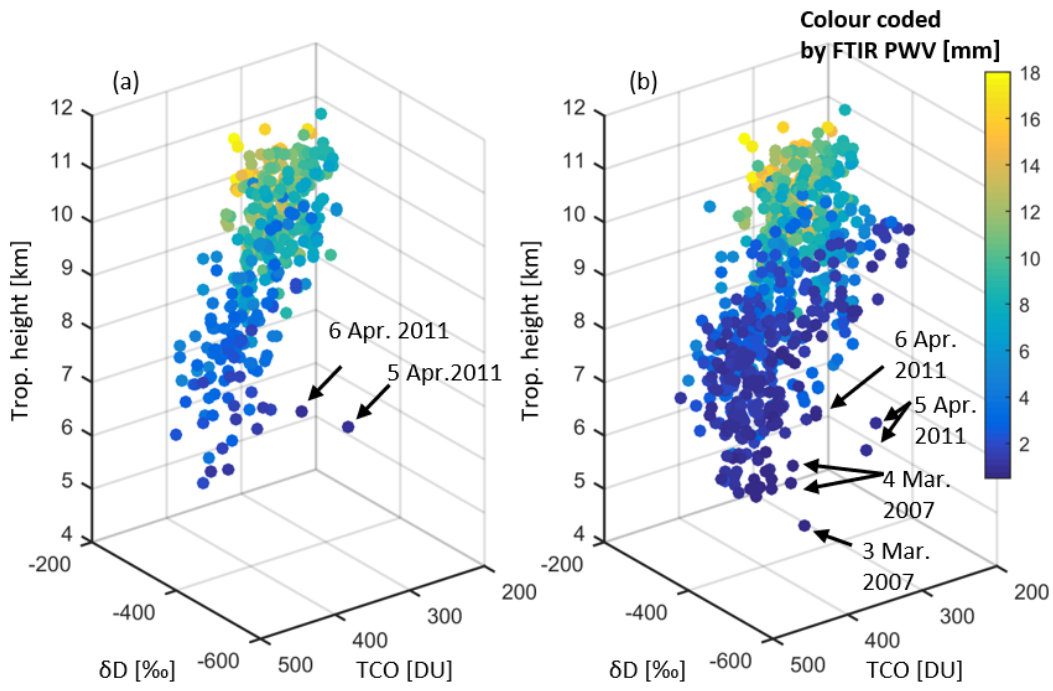 Colour coded
by FTIR PWV [mm]
(a)
12
11
10
9
8
7
6
5
4
Trop. height [km]
-200
-400
-600
δD [‰]
500
400
300
200
TCO [DU]
6 Apr. 2011
5 Apr.2011
(b)
12
11
10
9
8
7
6
5
4
Trop. height [km]
-200
-400
-600
δD [‰]
500
400
300
200
TCO [DU]
6 Apr.
2011
5 Apr.
2011
4 Mar.
2007
3 Mar.
2007
18
16
14
12
10
8
6
4
2